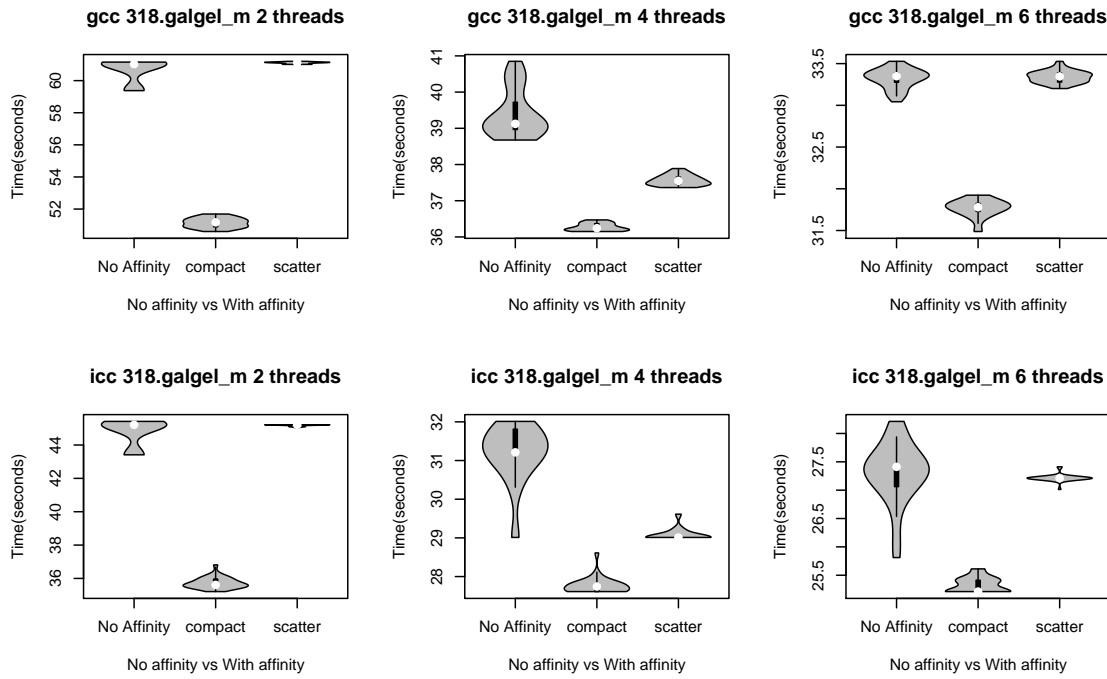 gcc 318.galgel_m 2 threads
Time(seconds)
52 54 56 58 60
No Affinity compact scatter
No affinity vs With affinity
gcc 318.galgel_m 4 threads
Time(seconds)
36 37 38 39 40 41
No Affinity compact scatter
No affinity vs With affinity
gcc 318.galgel_m 6 threads
Time(seconds)
31.5 32.5 33.5
No Affinity compact scatter
No affinity vs With affinity
icc 318.galgel_m 2 threads
Time(seconds)
36 38 40 42 44
No Affinity compact scatter
No affinity vs With affinity
icc 318.galgel_m 4 threads
Time(seconds)
28 29 30 31 32
No Affinity compact scatter
No affinity vs With affinity
icc 318.galgel_m 6 threads
Time(seconds)
25.5 26.5 27.5
No Affinity compact scatter
No affinity vs With affinity